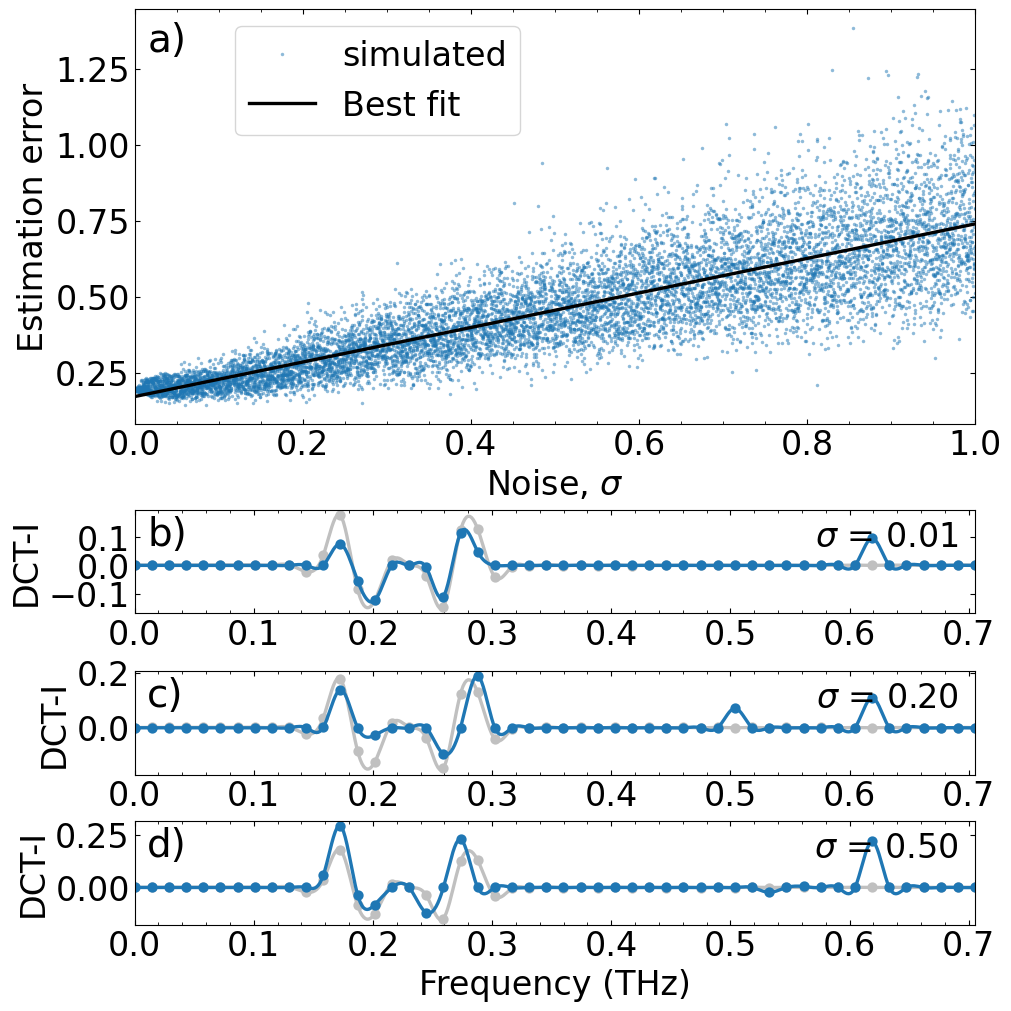 a)
simulated
Best fit
Estimation error
1.25
1.00
0.75
0.50
0.25
0.0 0.2 0.4 0.6 0.8 1.0
Noise, σ
b)
σ = 0.01
DCT-I
0.1
0.0
−0.1
0.0 0.1 0.2 0.3 0.4 0.5 0.6 0.7
c)
σ = 0.20
DCT-I
0.2
0.0
0.0 0.1 0.2 0.3 0.4 0.5 0.6 0.7
d)
σ = 0.50
DCT-I
0.25
0.00
0.0 0.1 0.2 0.3 0.4 0.5 0.6 0.7
Frequency (THz)